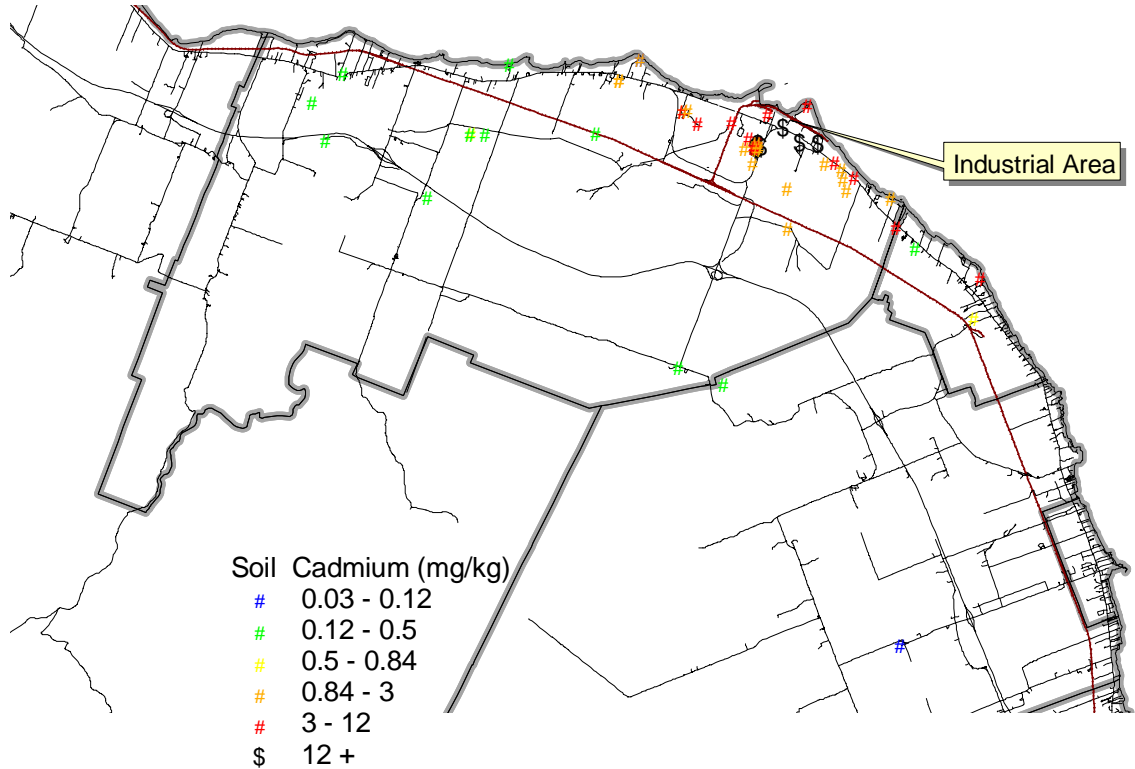 Industrial Area
Soil Cadmium (mg/kg)
# 0.03 - 0.12
# 0.12 - 0.5
# 0.5 - 0.84
# 0.84 - 3
# 3 - 12
$ 12 +